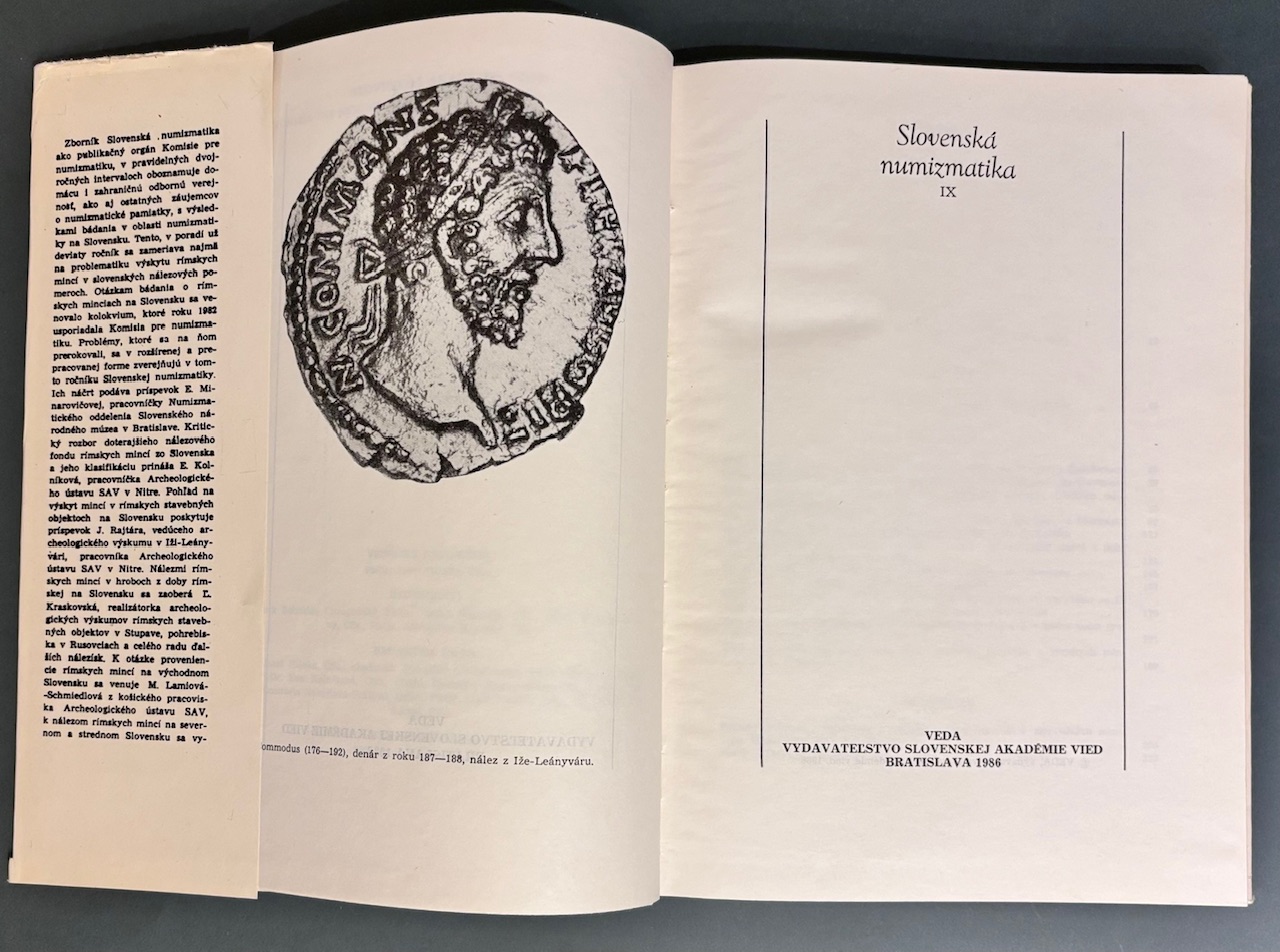 Zborník Slovenská numizmatika
ako publikačný orgán Komisie pre
numizmatiku, v pravidelných dvoj-
ročných intervaloch oboznamuje do-
mácu i zahraničnú odbornú verej-
nosť, ako aj ostatných záujemcov
o numizmatické pamiatky, s výsled-
kami bádania v oblasti numizmati-
ky na Slovensku. Tento, v poradí už
deviaty ročník sa zameriava najmä
na problematiku výskytu rímskych
mincí v slovenských nálezových po-
meroch. Otázkam bádania o rím-
skych minciach na Slovensku sa ve-
novalo kolokvium, ktoré roku 1982
usporiadala Komisia pre numizma-
tiku. Problémy, ktoré sa na ňom
prerokovali, sa v rozšírenej a pre-
pracovanej forme zverejňujú v tom-
to ročníku Slovenskej numizmatiky.
Ich náčrt podáva príspevok E. Mi-
narovičovej, pracovníčky Numizma-
tického oddelenia Slovenského ná-
rodného múzea v Bratislave. Kritic-
ký rozbor doterajšieho nálezového
fondu rímskych mincí zo Slovenska
a jeho klasifikáciu prináša E. Kol-
níková, pracovníčka Archeologické-
ho ústavu SAV v Nitre. Pohľad na
výskyt mincí v rímskych stavebných
objektoch na Slovensku poskytuje
príspevok J. Rajtára, vedúceho ar-
cheologického výskumu v Iži-Leány-
vári, pracovníka Archeologického
ústavu SAV v Nitre. Nálezmi rím-
skych mincí v hroboch z doby rím-
skej na Slovensku sa zaoberá Ľ.
Kraskovská, realizátorka archeolo-
gických výskumov rímskych staveb-
ných objektov v Stupave, pohrebis-
ka v Rusovciach a celého radu ďal-
ších nálezísk. K otázke provenien-
cie rímskych mincí na východnom
Slovensku sa venuje M. Lamiová-
-Schmiedlová z košického pracovis-
ka Archeologického ústavu SAV,
k nálezom rímskych mincí na sever-
nom a strednom Slovensku sa vy-
ommodus (176—192), denár z roku 187—188, nález z Iže-Leányváru.
Slovenská
numizmatika
IX
VEDA
VYDAVATEĽSTVO SLOVENSKEJ AKADÉMIE VIED
BRATISLAVA 1986